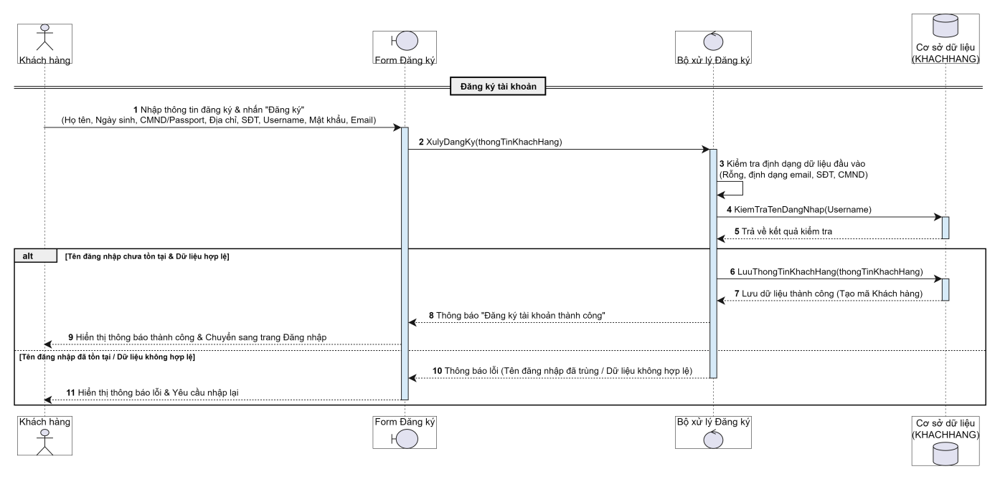 Khách hàng
Form Đăng ký
Bộ xử lý Đăng ký
Cơ sở dữ liệu
(KHACHHANG)
Đăng ký tài khoản
1 Nhập thông tin đăng ký & nhấn "Đăng ký"
(Họ tên, Ngày sinh, CMND/Passport, Địa chỉ, SĐT, Username, Mật khẩu, Email)
2 XulyDangKy(thongTinKhachHang)
3 Kiểm tra định dạng dữ liệu đầu vào
(Rỗng, định dạng email, SĐT, CMND)
4 KiemTraTenDangNhap(Username)
5 Trả về kết quả kiểm tra
alt
[Tên đăng nhập chưa tồn tại & Dữ liệu hợp lệ]
6 LuuThongTinKhachHang(thongTinKhachHang)
7 Lưu dữ liệu thành công (Tạo mã Khách hàng)
8 Thông báo "Đăng ký tài khoản thành công"
9 Hiển thị thông báo thành công & Chuyển sang trang Đăng nhập
[Tên đăng nhập đã tồn tại / Dữ liệu không hợp lệ]
10 Thông báo lỗi (Tên đăng nhập đã trùng / Dữ liệu không hợp lệ)
11 Hiển thị thông báo lỗi & Yêu cầu nhập lại
Khách hàng
Form Đăng ký
Bộ xử lý Đăng ký
Cơ sở dữ liệu
(KHACHHANG)